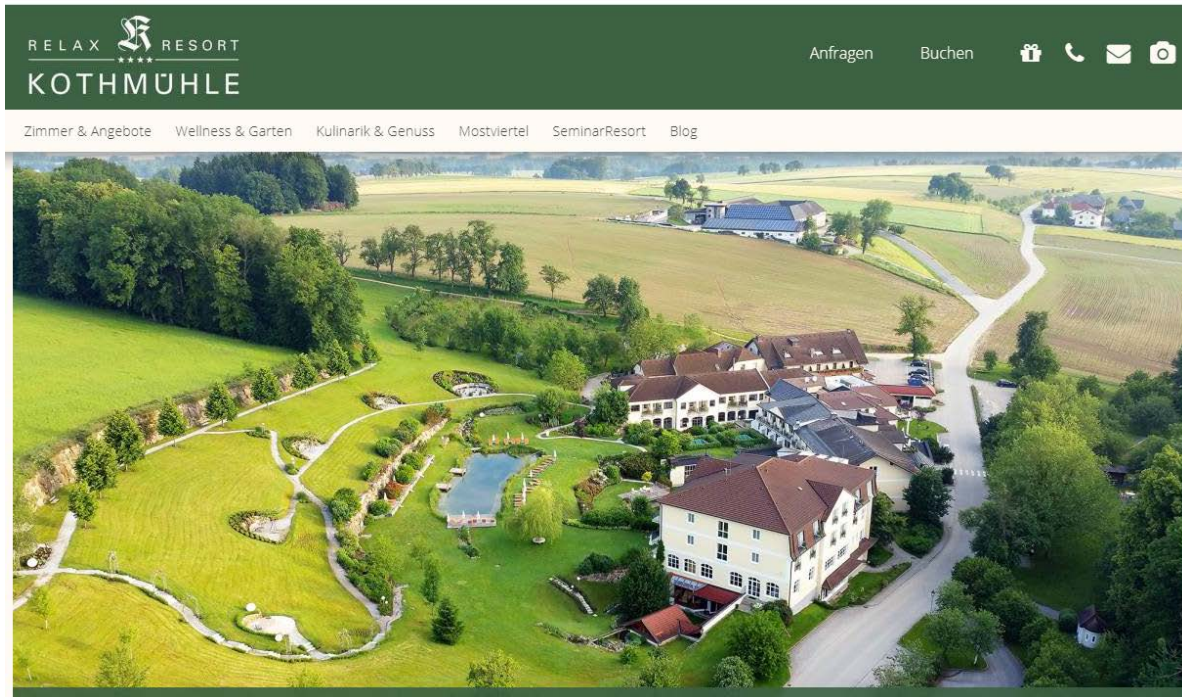 RELAX R RESORT
KOTHMÜHLE
Anfragen Buchen
Zimmer & Angebote Wellness & Garten Kulinarik & Genuss Mostviertel SeminarResort Blog